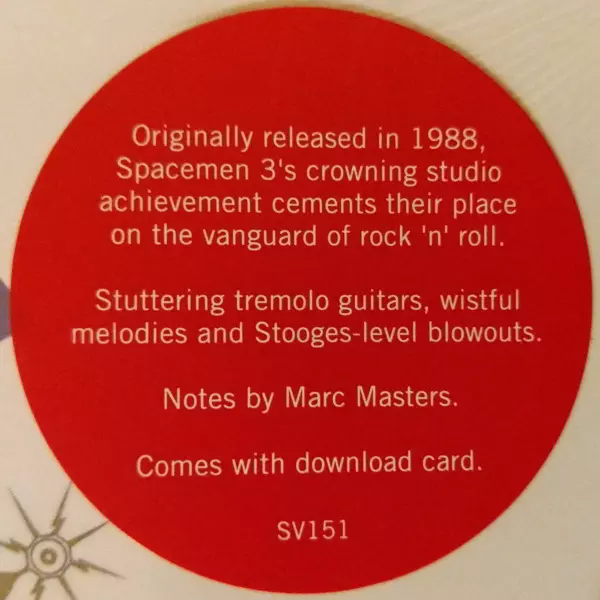 Originally released in 1988,
Spacemen 3's crowning studio
achievement cements their place
on the vanguard of rock 'n' roll.
Stuttering tremolo guitars, wistful
melodies and Stooges-level blowouts.
Notes by Marc Masters.
Comes with download card.
SV151